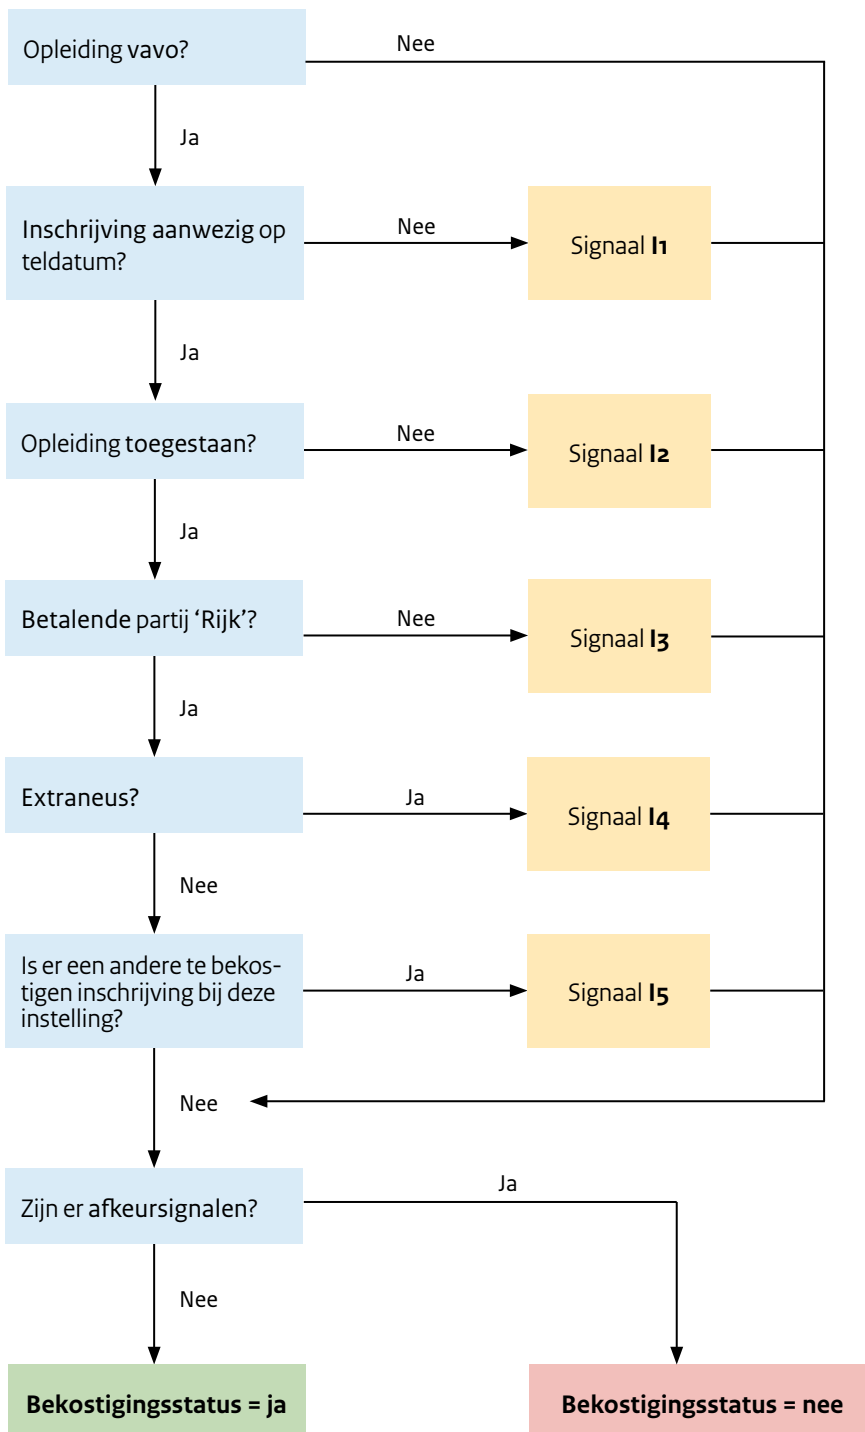 Opleiding vavo?
Nee
Ja
Inschrijving aanwezig op
teldatum?
Nee
Signaal I1
Ja
Opleiding toegestaan?
Nee
Signaal I2
Ja
Betalende partij ‘Rijk’?
Nee
Signaal I3
Ja
Extraneus?
Ja
Signaal I4
Nee
Is er een andere te bekos-
tigen inschrijving bij deze
instelling?
Ja
Signaal I5
Nee
Zijn er afkeursignalen?
Ja
Nee
Bekostigingsstatus = ja
Bekostigingsstatus = nee